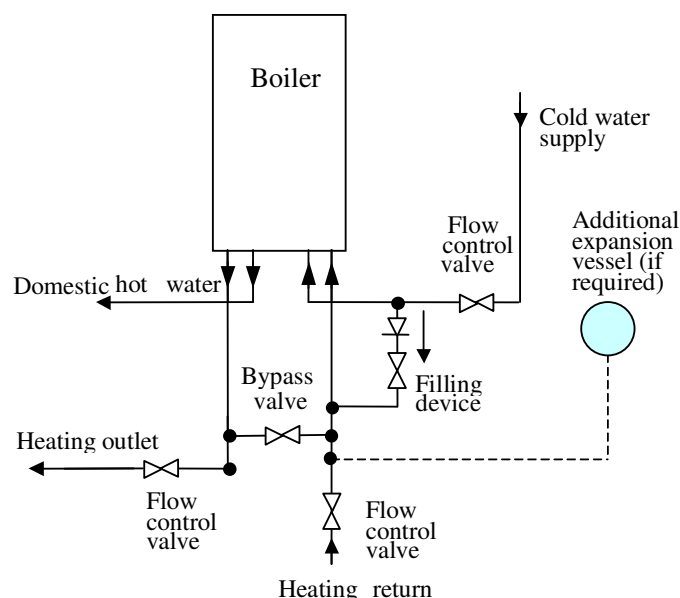 Boiler
Cold water
supply
Flow
control
valve
Additional
expansion
vessel (if
required)
Domestic hot water
Bypass
valve
Filling
device
Heating outlet
Flow
control
valve
Flow
control
valve
Heating return